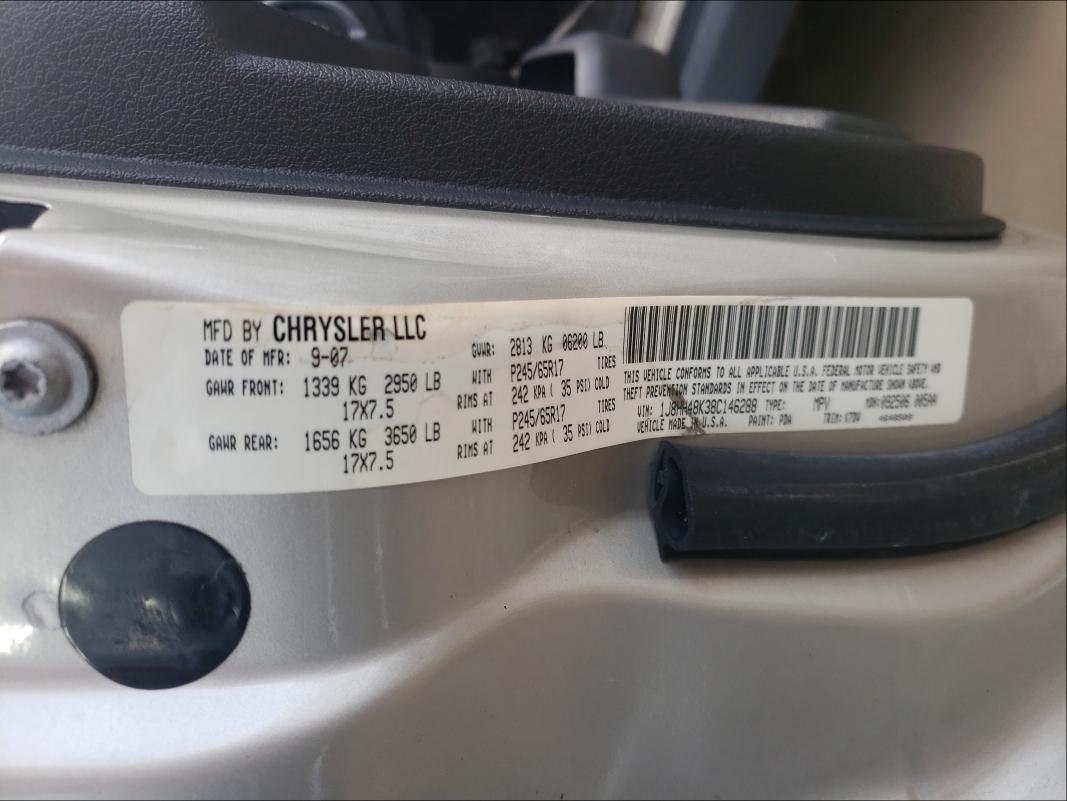 MFD BY CHRYSLER LLC
DATE OF MFR: 9-07
GVWR: 2813 KG 06200 LB
GAWR FRONT: 1339 KG 2950 LB
WITH P245/65R17 TIRES
17X7.5
RIMS AT 242 KPA ( 35 PSI) COLD
GAWR REAR: 1656 KG 3650 LB
WITH P245/65R17 TIRES
17X7.5
RIMS AT 242 KPA ( 35 PSI) COLD
THIS VEHICLE CONFORMS TO ALL APPLICABLE U.S.A. FEDERAL MOTOR VEHICLE SAFETY AND
THEFT PREVENTION STANDARDS IN EFFECT ON THE DATE OF MANUFACTURE SHOWN ABOVE.
VIN: TYPE: MPV MDH: 092506 005AA
VEHICLE MADE IN U.S.A. PAINT: PDA TRIM: